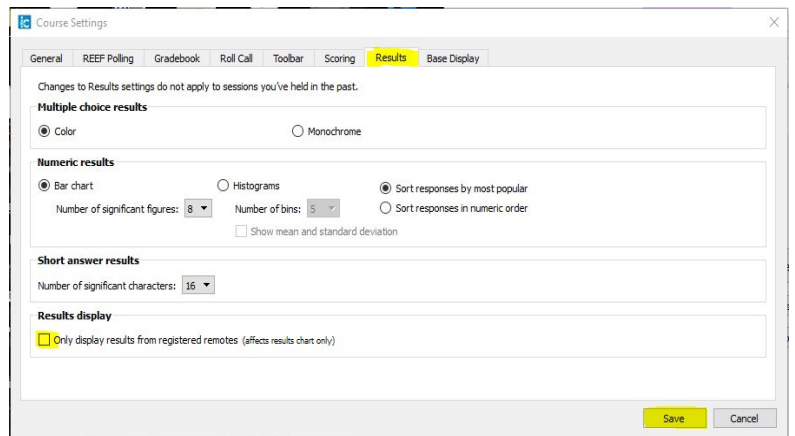 Course Settings
General REEF Polling Gradebook Roll Call Toolbar Scoring Results Base Display
Changes to Results settings do not apply to sessions you've held in the past.
Multiple choice results
Color Monochrome
Numeric results
Bar chart Histograms Sort responses by most popular
Number of significant figures: 8 Number of bins: 5 Sort responses in numeric order
Show mean and standard deviation
Short answer results
Number of significant characters: 16
Results display
Only display results from registered remotes (affects results chart only)
Save Cancel